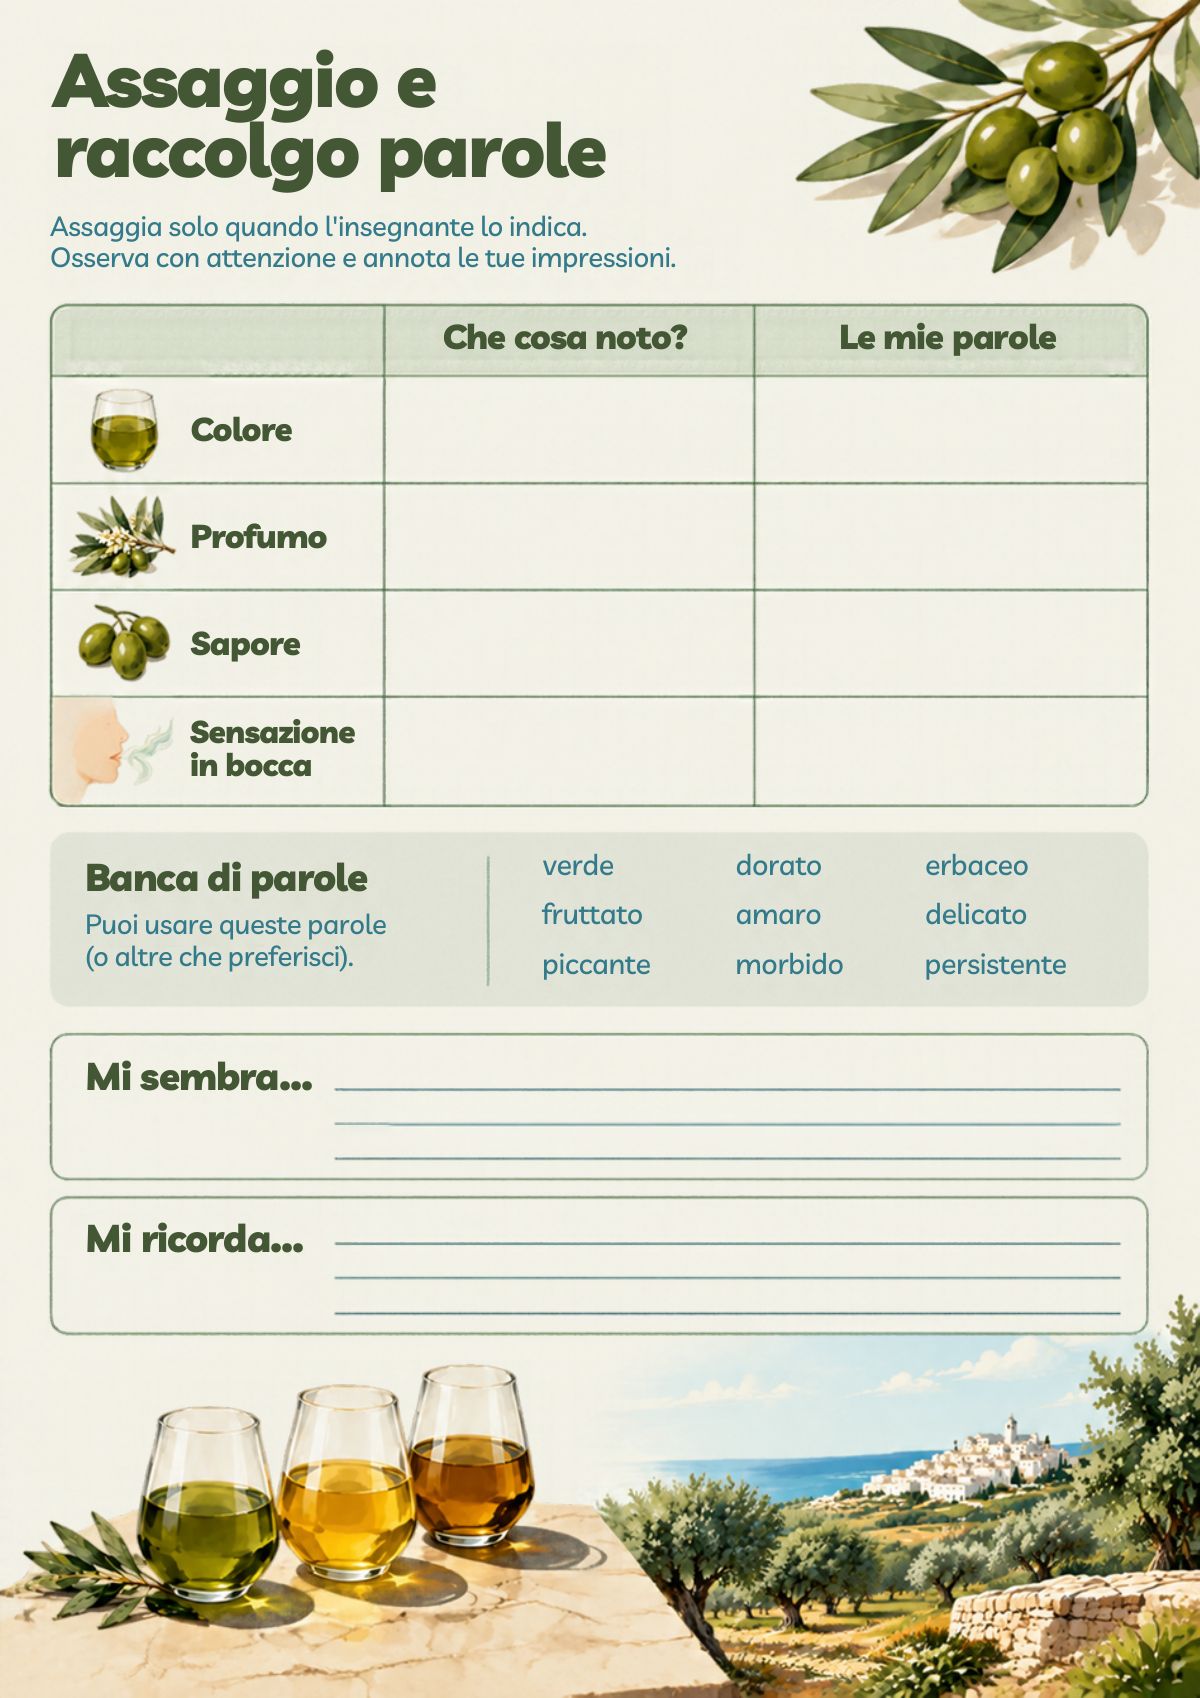 Assaggio e
raccolgo parole
Assaggia solo quando l'insegnante lo indica.
Osserva con attenzione e annota le tue impressioni.
Che cosa noto? Le mie parole
Colore
Profumo
Sapore
Sensazione
in bocca
Banca di parole
Puoi usare queste parole
(o altre che preferisci).
verde dorato erbaceo
fruttato amaro delicato
piccante morbido persistente
Mi sembra...
Mi ricorda...